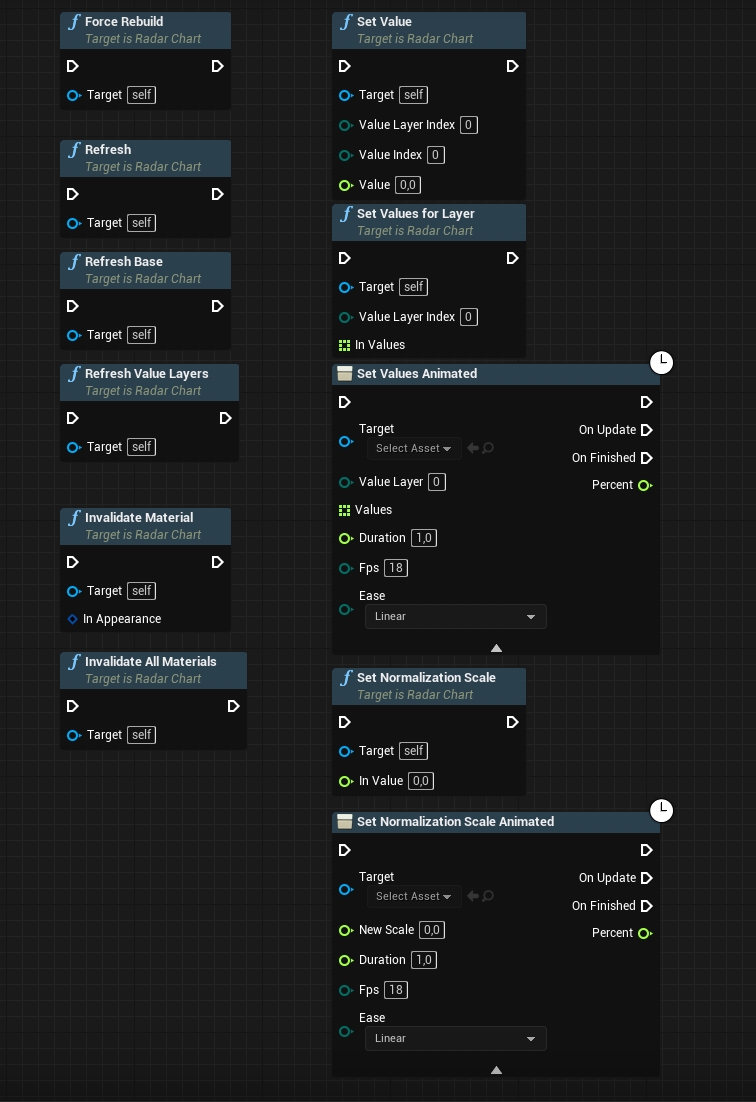 Force Rebuild
Target is Radar Chart
Target self
Refresh
Target is Radar Chart
Target self
Refresh Base
Target is Radar Chart
Target self
Refresh Value Layers
Target is Radar Chart
Target self
Invalidate Material
Target is Radar Chart
Target self
In Appearance
Invalidate All Materials
Target is Radar Chart
Target self
Set Value
Target is Radar Chart
Target self
Value Layer Index 0
Value Index 0
Value 0,0
Set Values for Layer
Target is Radar Chart
Target self
Value Layer Index 0
In Values
Set Values Animated
Target
Select Asset
On Update
On Finished
Percent
Value Layer 0
Values
Duration 1,0
Fps 18
Ease
Linear
Set Normalization Scale
Target is Radar Chart
Target self
In Value 0,0
Set Normalization Scale Animated
Target
Select Asset
On Update
On Finished
Percent
New Scale 0,0
Duration 1,0
Fps 18
Ease
Linear